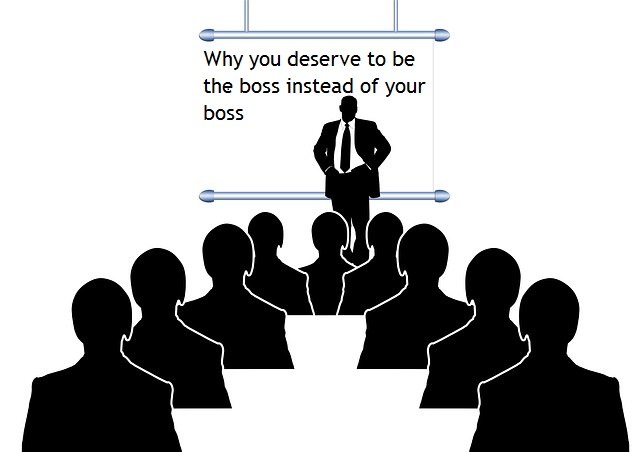 Why you deserve to be
the boss instead of your
boss